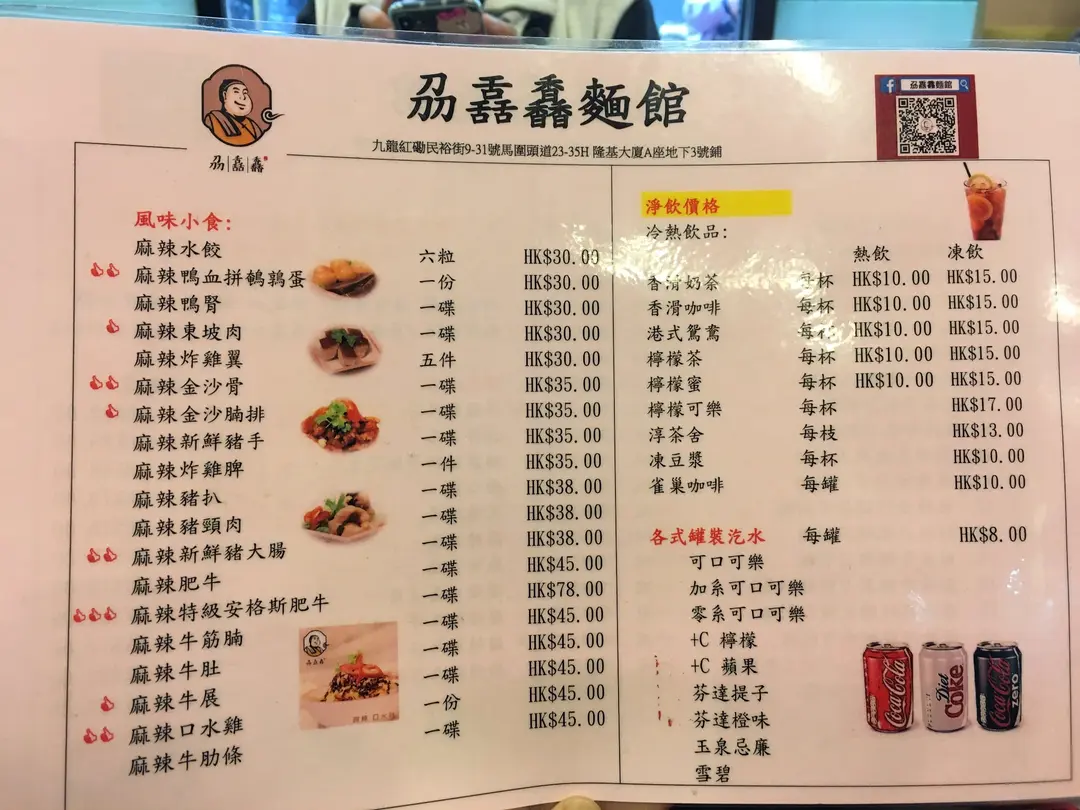 刕嚞馫麵館
九龍紅磡民裕街9-31號馬圍頭道23-35H 隆基大廈A座地下3號鋪
刕嚞馫
刕嚞馫麵館
風味小食:
麻辣水餃 六粒 HK$30.00
麻辣鴨血拼鵪鶉蛋 一份 HK$30.00
麻辣鴨腎 一碟 HK$30.00
麻辣東坡肉 一碟 HK$30.00
麻辣炸雞翼 五件 HK$30.00
麻辣金沙骨 一碟 HK$35.00
麻辣金沙腩排 一碟 HK$35.00
麻辣新鮮豬手 一碟 HK$35.00
麻辣炸雞脾 一件 HK$35.00
麻辣豬扒 一碟 HK$38.00
麻辣豬頸肉 一碟 HK$38.00
麻辣新鮮豬大腸 一碟 HK$38.00
麻辣肥牛 一碟 HK$45.00
麻辣特級安格斯肥牛 一碟 HK$78.00
麻辣牛筋腩 一碟 HK$45.00
麻辣牛肚 一碟 HK$45.00
麻辣牛展 一碟 HK$45.00
麻辣口水雞 一份 HK$45.00
麻辣牛肋條 一碟 HK$45.00
淨飲價格
冷熱飲品:
熱飲 凍飲
香滑奶茶 每杯 HK$10.00 HK$15.00
香滑咖啡 每杯 HK$10.00 HK$15.00
港式鴛鴦 每杯 HK$10.00 HK$15.00
檸檬茶 每杯 HK$10.00 HK$15.00
檸檬蜜 每杯 HK$10.00 HK$15.00
檸檬可樂 每杯 HK$17.00
淳茶舍 每枝 HK$13.00
凍豆漿 每杯 HK$10.00
雀巢咖啡 每罐 HK$10.00
各式罐裝汽水 每罐 HK$8.00
可口可樂
加系可口可樂
零系可口可樂
+C 檸檬
+C 蘋果
芬達提子
芬達橙味
玉泉忌廉
雪碧
Coca-Cola
Diet Coke
Coca-Cola zero